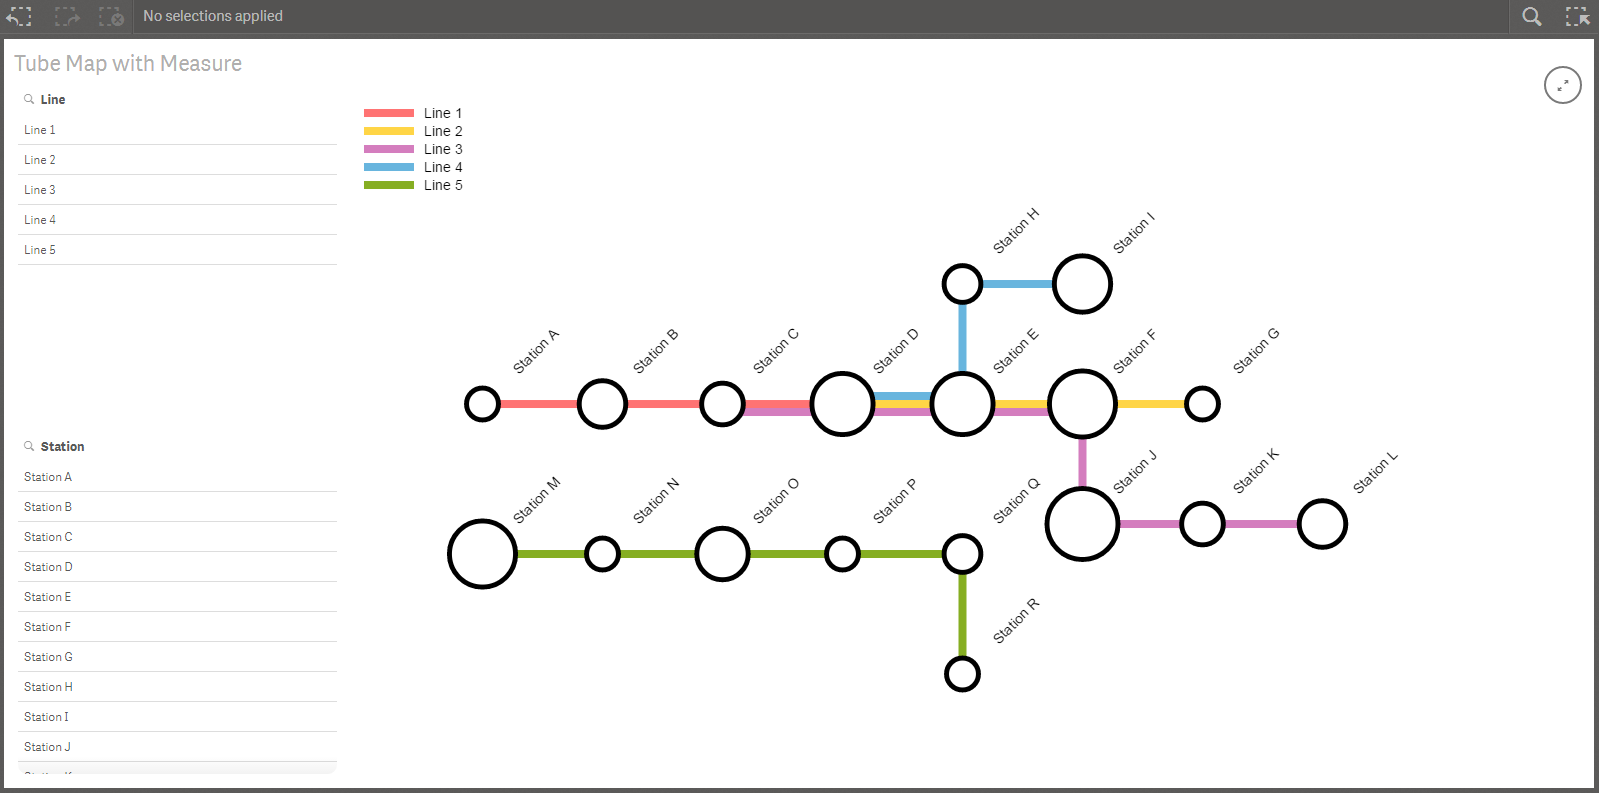 No selections applied
Tube Map with Measure
Line
Line 1
Line 2
Line 3
Line 4
Line 5
Line 1
Line 2
Line 3
Line 4
Line 5
Station H
Station I
Station A
Station B
Station C
Station D
Station E
Station F
Station G
Station J
Station K
Station L
Station M
Station N
Station O
Station P
Station Q
Station R
Station
Station A
Station B
Station C
Station D
Station E
Station F
Station G
Station H
Station I
Station J